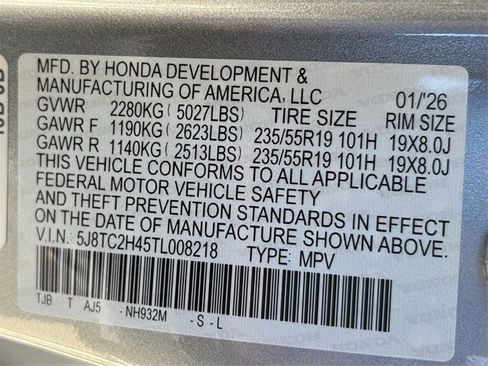 MFD. BY HONDA DEVELOPMENT &
MANUFACTURING OF AMERICA, LLC 01/'26
GVWR 2280KG(5027LBS) TIRE SIZE RIM SIZE
GAWR F 1190KG(2623LBS) 235/55R19 101H 19X8.0J
GAWR R 1140KG(2513LBS) 235/55R19 101H 19X8.0J
THIS VEHICLE CONFORMS TO ALL APPLICABLE
FEDERAL MOTOR VEHICLE SAFETY
AND THEFT PREVENTION STANDARDS IN EFFECT
ON THE DATE OF MANUFACTURE SHOWN ABOVE.
V.I.N: 5J8TC2H45TL008218 TYPE: MPV
TJB T AJ5 -NH932M -S-L